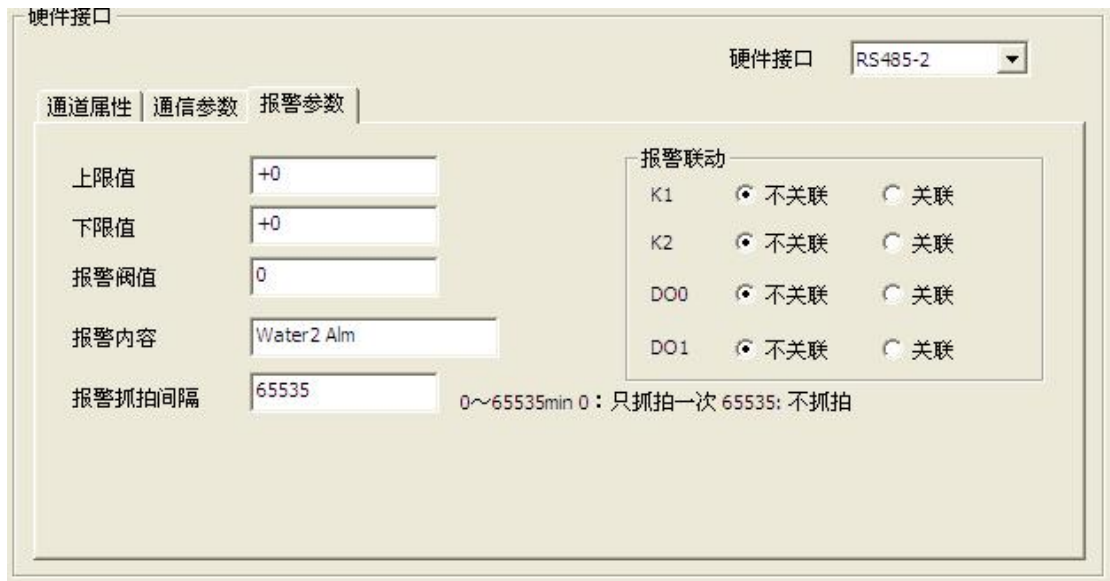 硬件接口
硬件接口 RS485-2
通道属性 通信参数 报警参数
报警联动
上限值 +0
K1 不关联 关联
下限值 +0
K2 不关联 关联
报警阀值 0
DO0 不关联 关联
报警内容 Water2 Alm
DO1 不关联 关联
报警抓拍间隔 65535 0～65535min 0：只抓拍一次 65535: 不抓拍